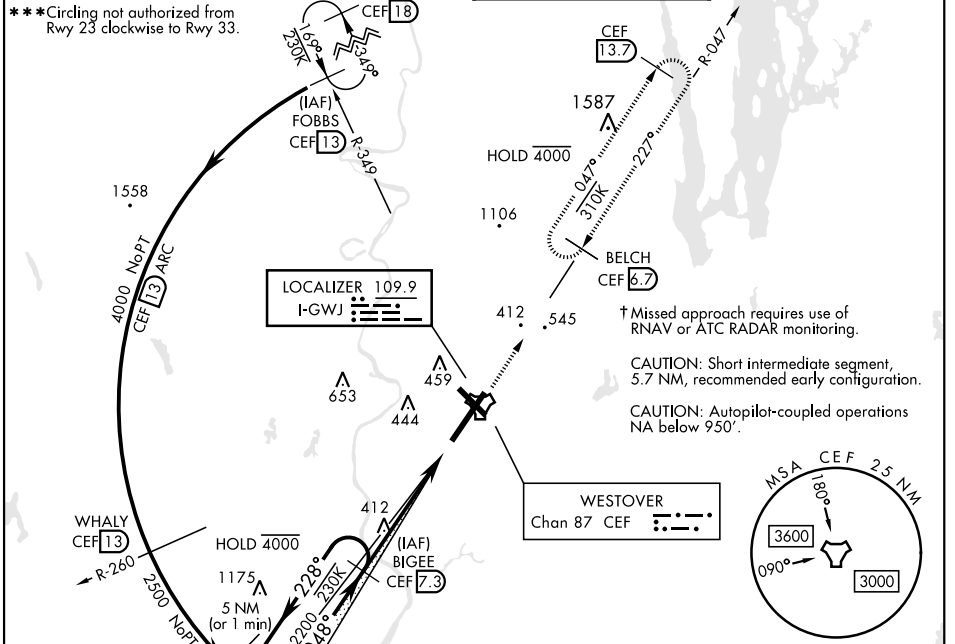 ***Circling not authorized from
Rwy 23 clockwise to Rwy 33.
CEF 18
169°
230K
349°
(IAF)
FOBBS
CEF 13
R-349
R-047
CEF
13.7
1587
HOLD 4000
047°
310K
227°
1558
1106
4000 NoPT
CEF 13 ARC
BELCH
CEF 6.7
LOCALIZER 109.9
I-GWJ
412
545
†Missed approach requires use of
RNAV or ATC RADAR monitoring.
CAUTION: Short intermediate segment,
5.7 NM, recommended early configuration.
CAUTION: Autopilot-coupled operations
NA below 950'.
459
653
444
WESTOVER
Chan 87 CEF
MSA CEF 25 NM
180°
3600
090°
3000
WHALY
CEF 13
R-260
2500 NoPT
HOLD 4000
412
(IAF)
BIGEE
CEF 7.3
1175
5 NM
(or 1 min)
228°
230K
2200
048°